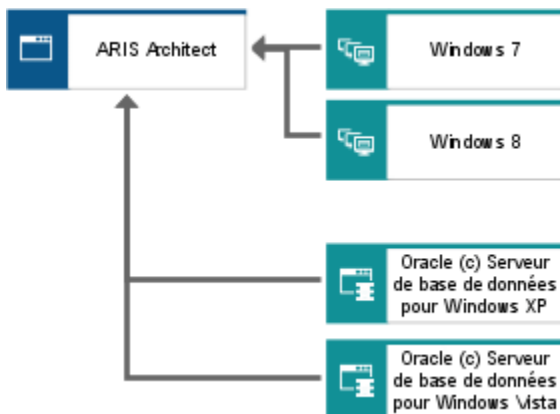 ARIS Architect
Windows 7
Windows 8
Oracle (c) Serveur
de base de données
pour Windows XP
Oracle (c) Serveur
de base de données
pour Windows Vista